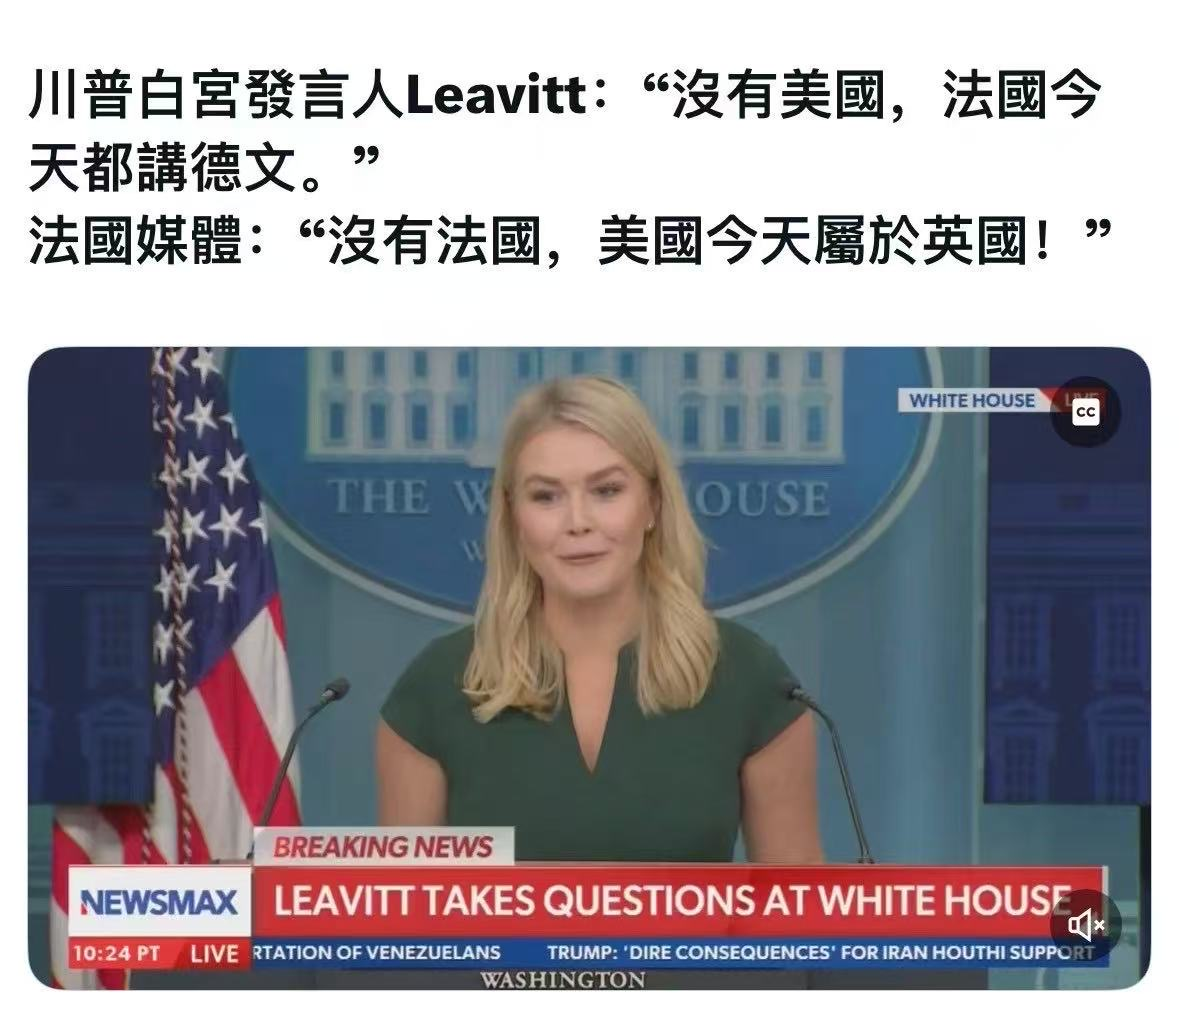 川普白宮發言人Leavitt：“沒有美國，法國今
天都講德文。”
法國媒體：“沒有法國，美國今天屬於英國！”
WHITE HOUSE
CC
THE W OUSE
W
BREAKING NEWS
NEWSMAX
LEAVITT TAKES QUESTIONS AT WHITE HOUSE
10:24 PT LIVE RTATION OF VENEZUELANS TRUMP: 'DIRE CONSEQUENCES' FOR IRAN HOUTHI SUPPORT
WASHINGTON